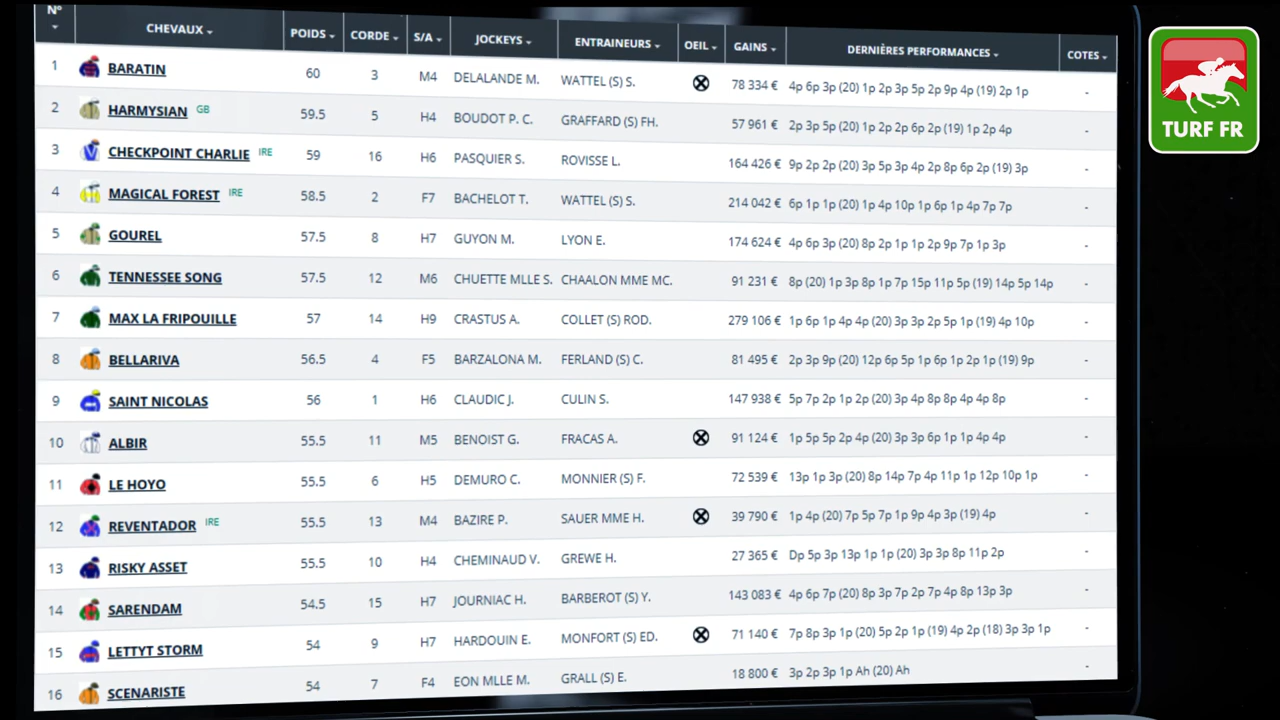 N° CHEVAUX POIDS CORDE S/A JOCKEYS ENTRAINEURS OEIL GAINS DERNIÈRES PERFORMANCES COTES
1 BARATIN 60 3 M4 DELALANDE M. WATTEL (S) S. 78 334 € 4p 6p 3p (20) 1p 2p 3p 5p 2p 9p 4p (19) 2p 1p -
2 HARMYSIAN GB 59.5 5 H4 BOUDOT P. C. GRAFFARD (S) FH. 57 961 € 2p 3p 5p (20) 1p 2p 2p 6p 2p (19) 1p 2p 4p -
3 CHECKPOINT CHARLIE IRE 59 16 H6 PASQUIER S. ROVISSE L. 164 426 € 9p 2p 2p (20) 3p 5p 3p 4p 2p 8p 6p 2p (19) 3p -
4 MAGICAL FOREST IRE 58.5 2 F7 BACHELOT T. WATTEL (S) S. 214 042 € 6p 1p 1p (20) 1p 4p 10p 1p 6p 1p 4p 7p 7p -
5 GOUREL 57.5 8 H7 GUYON M. LYON E. 174 624 € 4p 6p 3p (20) 8p 2p 1p 1p 2p 9p 7p 1p 3p -
6 TENNESSEE SONG 57.5 12 M6 CHUETTE MLLE S. CHAALON MME MC. 91 231 € 8p (20) 1p 3p 8p 1p 7p 15p 11p 5p (19) 14p 5p 14p -
7 MAX LA FRIPOUILLE 57 14 H9 CRASTUS A. COLLET (S) ROD. 279 106 € 1p 6p 1p 4p 4p (20) 3p 3p 2p 5p 1p (19) 4p 10p -
8 BELLARIVA 56.5 4 F5 BARZALONA M. FERLAND (S) C. 81 495 € 2p 3p 9p (20) 12p 6p 5p 1p 6p 1p 2p 1p (19) 9p -
9 SAINT NICOLAS 56 1 H6 CLAUDIC J. CULIN S. 147 938 € 5p 7p 2p 1p 2p (20) 3p 4p 8p 8p 4p 4p 8p -
10 ALBIR 55.5 11 M5 BENOIST G. FRACAS A. 91 124 € 1p 5p 5p 2p 4p (20) 3p 3p 6p 1p 1p 4p 4p -
11 LE HOYO 55.5 6 H5 DEMURO C. MONNIER (S) F. 72 539 € 13p 1p 3p (20) 8p 14p 7p 4p 11p 1p 12p 10p 1p -
12 REVENTADOR IRE 55.5 13 M4 BAZIRE P. SAUER MME H. 39 790 € 1p 4p (20) 7p 5p 7p 1p 9p 4p 3p (19) 4p -
13 RISKY ASSET 55.5 10 H4 CHEMINAUD V. GREWE H. 27 365 € Dp 5p 3p 13p 1p 1p (20) 3p 3p 8p 11p 2p -
14 SARENDAM 54.5 15 H7 JOURNIAC H. BARBEROT (S) Y. 143 083 € 4p 6p 7p (20) 8p 3p 7p 2p 7p 4p 8p 13p 3p -
15 LETTYT STORM 54 9 H7 HARDOUIN E. MONFORT (S) ED. 71 140 € 7p 8p 3p 1p (20) 5p 2p 1p (19) 4p 2p (18) 3p 3p 1p -
16 SCENARISTE 54 7 F4 EON MLLE M. GRALL (S) E. 18 800 € 3p 2p 3p 1p Ah (20) Ah -
TURF FR